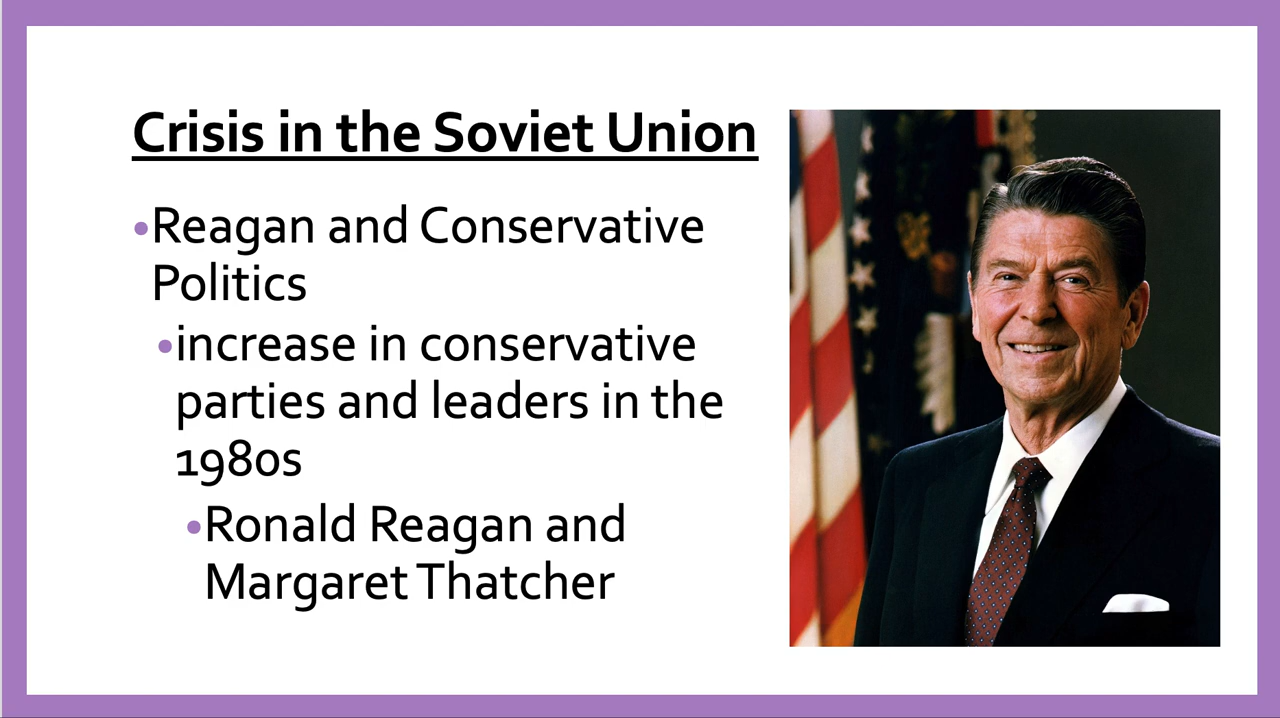 Crisis in the Soviet Union
•Reagan and Conservative
Politics
•increase in conservative
parties and leaders in the
1980s
•Ronald Reagan and
Margaret Thatcher